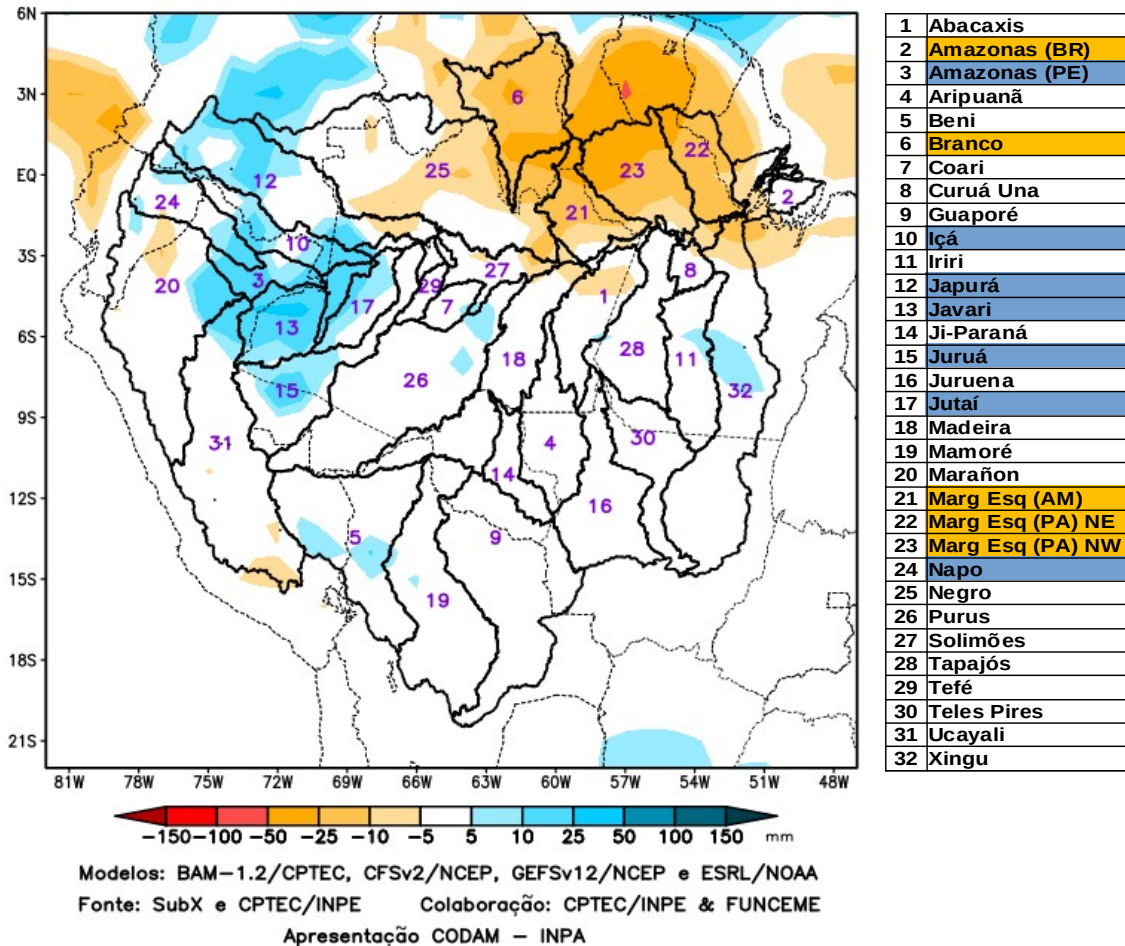 6N
3N
EQ
3S
6S
9S
12S
15S
18S
21S
81W 78W 75W 72W 69W 66W 63W 60W 57W 54W 51W 48W
6
22
25
23
12
2
24
21
10
27
3
20
29
8
17
7
1
13
28
18
11
15
26
32
30
31
4
14
16
5
9
19
-150 -100 -50 -25 -10 -5 5 10 25 50 100 150 mm
Modelos: BAM-1.2/CPTEC, CFSv2/NCEP, GEFSv12/NCEP e ESRL/NOAA
Fonte: SubX e CPTEC/INPE Colaboração: CPTEC/INPE & FUNCEME
Apresentação CODAM - INPA
1 Abacaxis
2 Amazonas (BR)
3 Amazonas (PE)
4 Aripuanã
5 Beni
6 Branco
7 Coari
8 Curuá Una
9 Guaporé
10 Içá
11 Iriri
12 Japurá
13 Javari
14 Ji-Paraná
15 Juruá
16 Juruena
17 Jutaí
18 Madeira
19 Mamoré
20 Marañon
21 Marg Esq (AM)
22 Marg Esq (PA) NE
23 Marg Esq (PA) NW
24 Napo
25 Negro
26 Purus
27 Solimões
28 Tapajós
29 Tefé
30 Teles Pires
31 Ucayali
32 Xingu